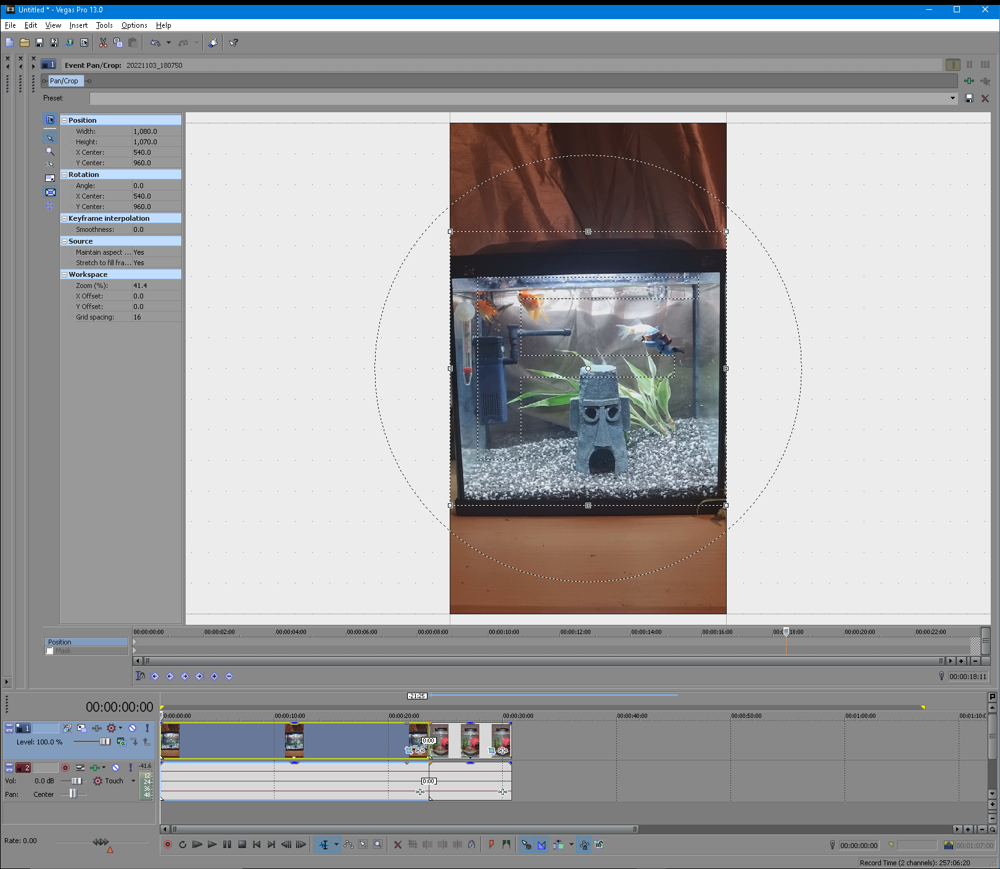 Untitled * - Vegas Pro 13.0
File Edit View Insert Tools Options Help
1 Event Pan/Crop: 20221103_180750
Pan/Crop
Preset:
Position
Width: 1,080.0
Height: 1,070.0
X Center: 540.0
Y Center: 960.0
Rotation
Angle: 0.0
X Center: 540.0
Y Center: 960.0
Keyframe interpolation
Smoothness: 0.0
Source
Maintain aspect ... Yes
Stretch to fill fra... Yes
Workspace
Zoom (%): 41.4
X Offset: 0.0
Y Offset: 0.0
Grid spacing: 16
00:00:00:00 00:00:02:00 00:00:04:00 00:00:06:00 00:00:08:00 00:00:10:00 00:00:12:00 00:00:14:00 00:00:16:00 00:00:18:00 00:00:20:00 00:00:22:00
Position
Mask
00:00:18:11
-21:25
00:00:00:00
00:00:00:00 00:00:10:00 00:00:20:00 00:00:30:00 00:00:40:00 00:00:50:00 00:01:00:00 00:01:10:0
1
Level: 100.0 %
0:00
2 -41.6
12
Vol: 0.0 dB Touch 24
0:00
36
Pan: Center 48
Rate: 0.00
00:00:00:00 00:01:07:00
Record Time (2 channels): 257:06:20